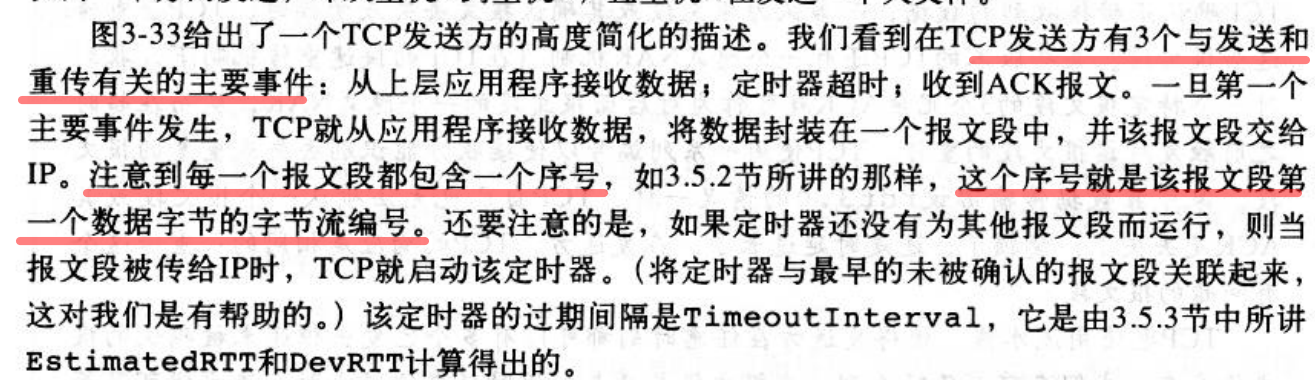 图3-33给出了一个TCP发送方的高度简化的描述。我们看到在TCP发送方有3个与发送和
重传有关的主要事件：从上层应用程序接收数据；定时器超时；收到ACK报文。一旦第一个
主要事件发生，TCP就从应用程序接收数据，将数据封装在一个报文段中，并该报文段交给
IP。注意到每一个报文段都包含一个序号，如3.5.2节所讲的那样，这个序号就是该报文段第
一个数据字节的字节流编号。还要注意的是，如果定时器还没有为其他报文段而运行，则当
报文段被传给IP时，TCP就启动该定时器。（将定时器与最早的未被确认的报文段关联起来，
这对我们是有帮助的。）该定时器的过期间隔是TimeoutInterval，它是由3.5.3节中所讲
EstimatedRTT和DevRTT计算得出的。